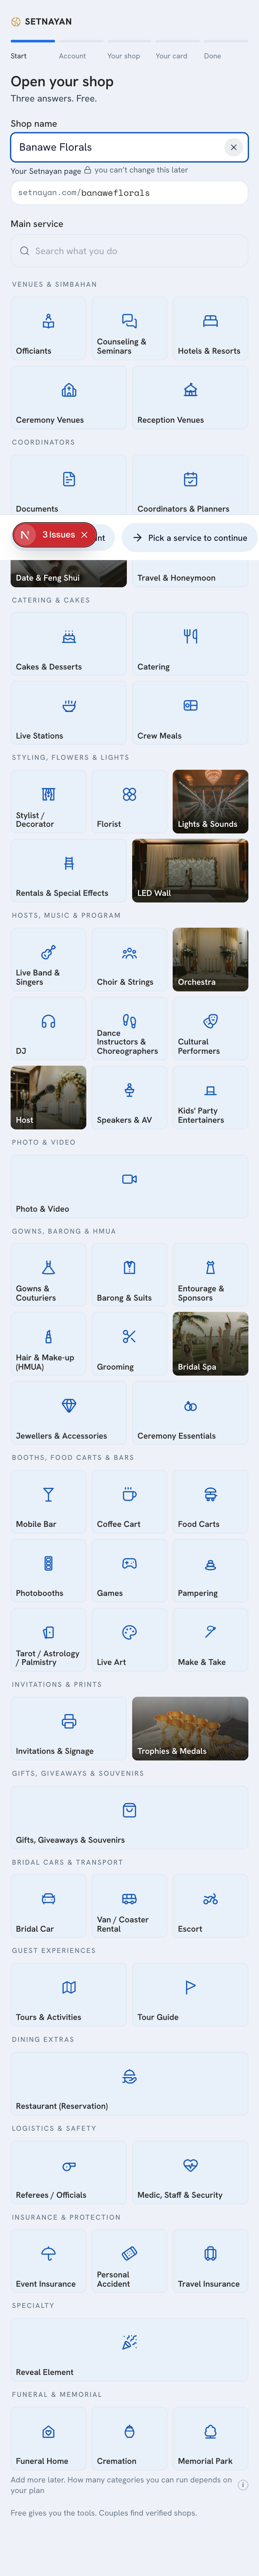 SETNAYAN
Start
Account
Your shop
Your card
Done
Open your shop
Three answers. Free.
Shop name
Banawe Florals
Your Setnayan page
you can't change this later
setnayan.com/banaweflorals
Main service
Search what you do
VENUES & SIMBAHAN
Officiants
Counseling &
Seminars
Hotels & Resorts
Ceremony Venues
Reception Venues
COORDINATORS
Documents
Coordinators & Planners
N
3 Issues
nt
Pick a service to continue
Date & Feng Shui
Travel & Honeymoon
CATERING & CAKES
Cakes & Desserts
Catering
Live Stations
Crew Meals
STYLING, FLOWERS & LIGHTS
Stylist /
Decorator
Florist
Lights & Sounds
Rentals & Special Effects
LED Wall
HOSTS, MUSIC & PROGRAM
Live Band &
Singers
Choir & Strings
Orchestra
DJ
Dance
Instructors &
Choreographers
Cultural
Performers
Host
Speakers & AV
Kids' Party
Entertainers
PHOTO & VIDEO
Photo & Video
GOWNS, BARONG & HMUA
Gowns &
Couturiers
Barong & Suits
Entourage &
Sponsors
Hair & Make-up
(HMUA)
Grooming
Bridal Spa
Jewellers & Accessories
Ceremony Essentials
BOOTHS, FOOD CARTS & BARS
Mobile Bar
Coffee Cart
Food Carts
Photobooths
Games
Pampering
Tarot / Astrology
/ Palmistry
Live Art
Make & Take
INVITATIONS & PRINTS
Invitations & Signage
Trophies & Medals
GIFTS, GIVEAWAYS & SOUVENIRS
Gifts, Giveaways & Souvenirs
BRIDAL CARS & TRANSPORT
Bridal Car
Van / Coaster
Rental
Escort
GUEST EXPERIENCES
Tours & Activities
Tour Guide
DINING EXTRAS
Restaurant (Reservation)
LOGISTICS & SAFETY
Referees / Officials
Medic, Staff & Security
INSURANCE & PROTECTION
Event Insurance
Personal
Accident
Travel Insurance
SPECIALTY
Reveal Element
FUNERAL & MEMORIAL
Funeral Home
Cremation
Memorial Park
Add more later. How many categories you can run depends on
your plan
Free gives you the tools. Couples find verified shops.